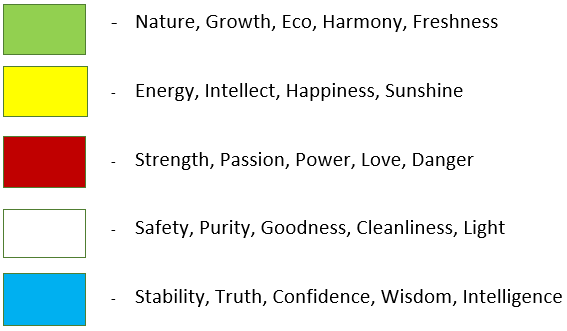 - Nature, Growth, Eco, Harmony, Freshness
- Energy, Intellect, Happiness, Sunshine
- Strength, Passion, Power, Love, Danger
- Safety, Purity, Goodness, Cleanliness, Light
- Stability, Truth, Confidence, Wisdom, Intelligence